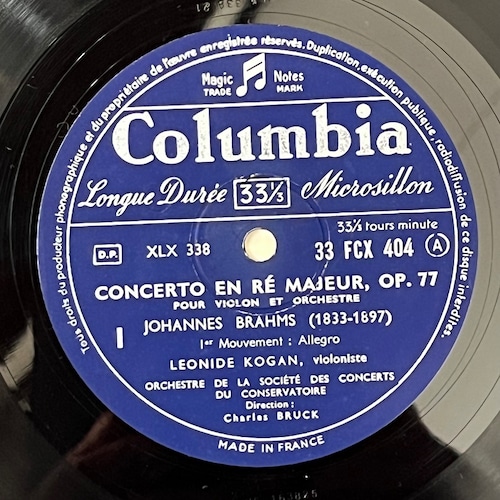 Tous droits du producteur phonographique et du propriétaire de l'œuvre enregistrée réservés. Duplication, exécution publique, radiodiffusion de ce disque interdites.
Magic Notes
TRADE MARK
Columbia
Longue Durée 33⅓ Microsillon
33⅓ tours minute
D.P. XLX 338 33 FCX 404 A
CONCERTO EN RÉ MAJEUR, OP. 77
POUR VIOLON ET ORCHESTRE
I JOHANNES BRAHMS (1833-1897)
1er Mouvement : Allegro
LEONIDE KOGAN, violoniste
ORCHESTRE DE LA SOCIÉTÉ DES CONCERTS
DU CONSERVATOIRE
Direction :
Charles BRUCK
MADE IN FRANCE